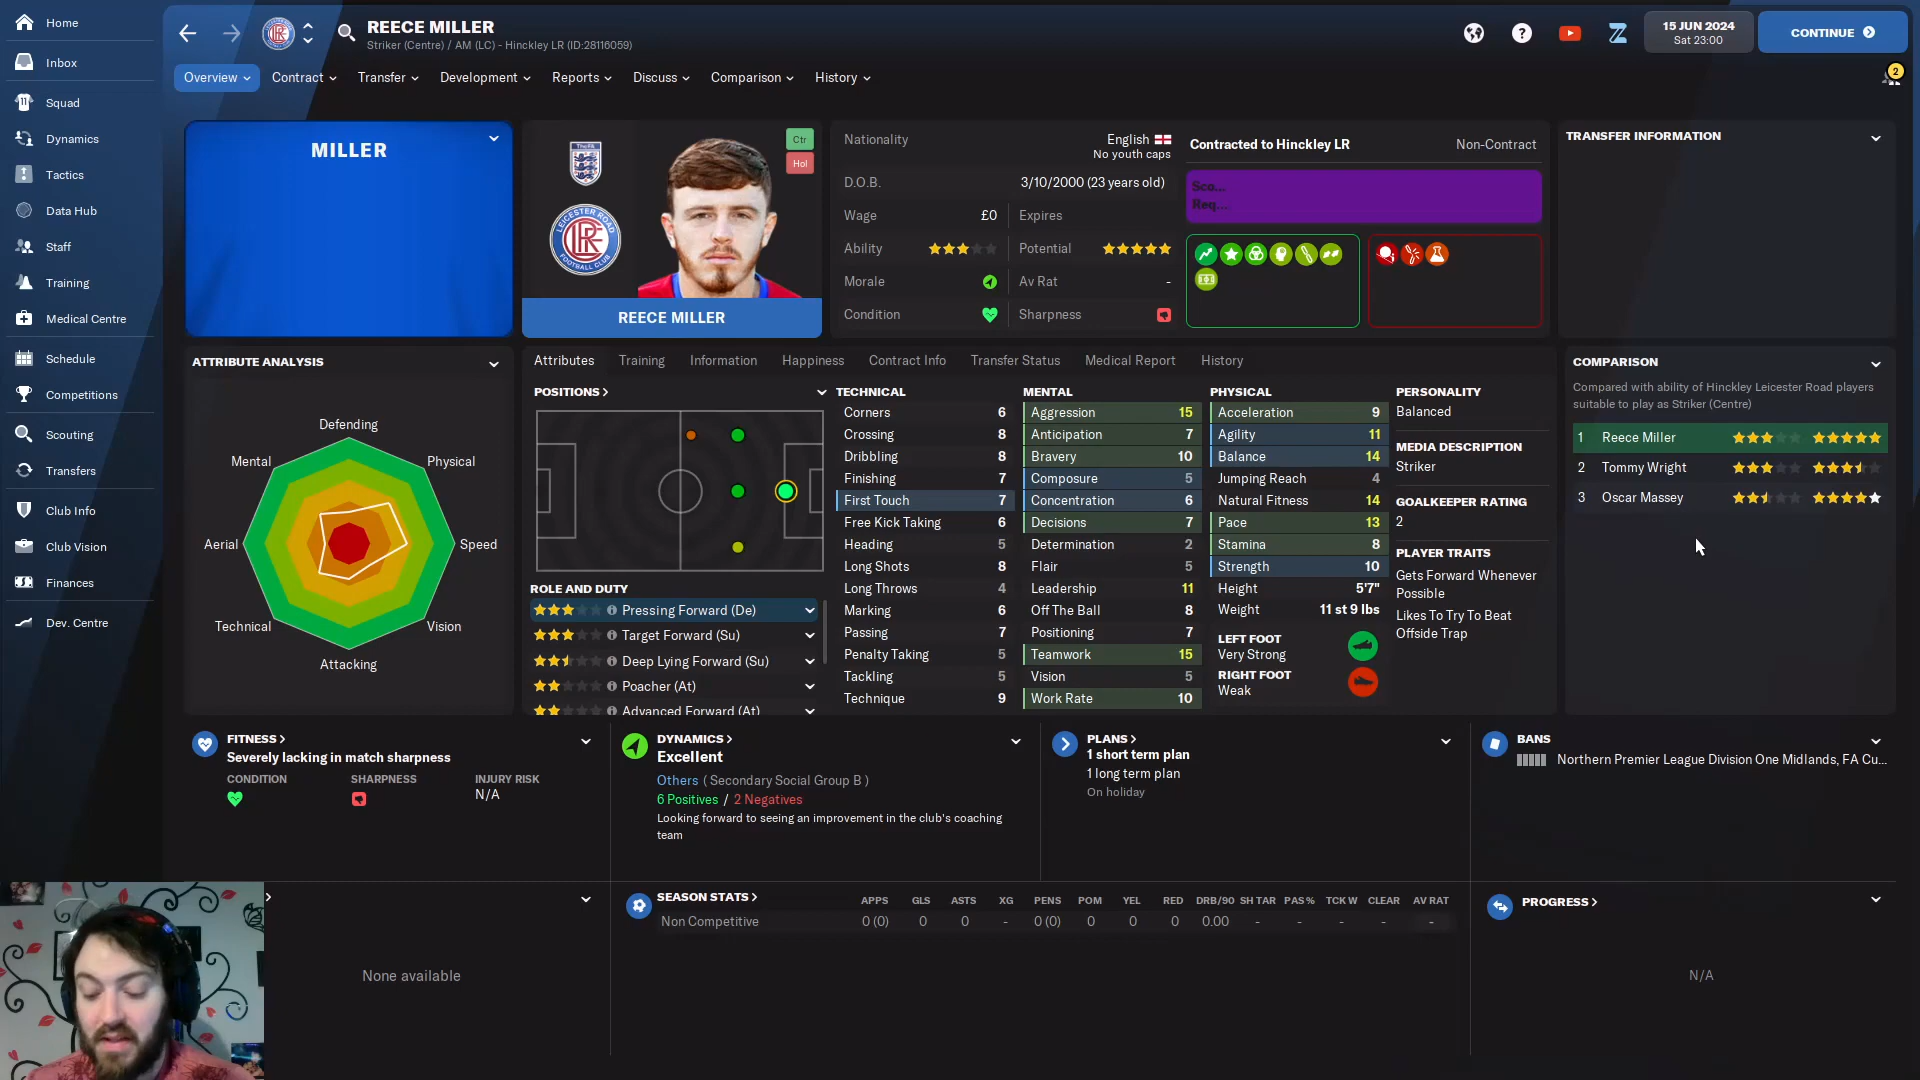 Home
Inbox
Squad
Dynamics
Tactics
Data Hub
Staff
Training
Medical Centre
Schedule
Competitions
Scouting
Transfers
Club Info
Club Vision
Finances
Dev. Centre
REECE MILLER
Striker (Centre) / AM (LC) - Hinckley LR (ID:28116059)
15 JUN 2024
Sat 23:00
CONTINUE
2
Overview
Contract
Transfer
Development
Reports
Discuss
Comparison
History
MILLER
Ctr
Hol
LEICESTER ROAD
FOOTBALL CLUB
REECE MILLER
Nationality English
No youth caps
D.O.B. 3/10/2000 (23 years old)
Wage £0 Expires
Ability Potential
Morale Av Rat -
Condition Sharpness
Contracted to Hinckley LR Non-Contract
Sco...
Req...
TRANSFER INFORMATION
ATTRIBUTE ANALYSIS
Defending
Mental Physical
Aerial Speed
Technical Vision
Attacking
Attributes Training Information Happiness Contract Info Transfer Status Medical Report History
POSITIONS
ROLE AND DUTY
Pressing Forward (De)
Target Forward (Su)
Deep Lying Forward (Su)
Poacher (At)
Advanced Forward (At)
TECHNICAL
Corners 6
Crossing 8
Dribbling 8
Finishing 7
First Touch 7
Free Kick Taking 6
Heading 5
Long Shots 8
Long Throws 4
Marking 6
Passing 7
Penalty Taking 5
Tackling 5
Technique 9
MENTAL
Aggression 15
Anticipation 7
Bravery 10
Composure 5
Concentration 6
Decisions 7
Determination 2
Flair 5
Leadership 11
Off The Ball 8
Positioning 7
Teamwork 15
Vision 5
Work Rate 10
PHYSICAL
Acceleration 9
Agility 11
Balance 14
Jumping Reach 4
Natural Fitness 14
Pace 13
Stamina 8
Strength 10
Height 5'7"
Weight 11 st 9 lbs
LEFT FOOT
Very Strong
RIGHT FOOT
Weak
PERSONALITY
Balanced
MEDIA DESCRIPTION
Striker
GOALKEEPER RATING
2
PLAYER TRAITS
Gets Forward Whenever
Possible
Likes To Try To Beat
Offside Trap
COMPARISON
Compared with ability of Hinckley Leicester Road players
suitable to play as Striker (Centre)
1 Reece Miller
2 Tommy Wright
3 Oscar Massey
FITNESS
Severely lacking in match sharpness
CONDITION SHARPNESS INJURY RISK
N/A
DYNAMICS
Excellent
Others ( Secondary Social Group B )
6 Positives / 2 Negatives
Looking forward to seeing an improvement in the club's coaching
team
PLANS
1 short term plan
1 long term plan
On holiday
BANS
Northern Premier League Division One Midlands, FA Cu...
None available
SEASON STATS APPS GLS ASTS XG PENS POM YEL RED DRB/90 SH TAR PAS% TCK W CLEAR AV RAT
Non Competitive 0 (0) 0 0 - 0 (0) 0 0 0 0.00 - - - - -
PROGRESS
N/A